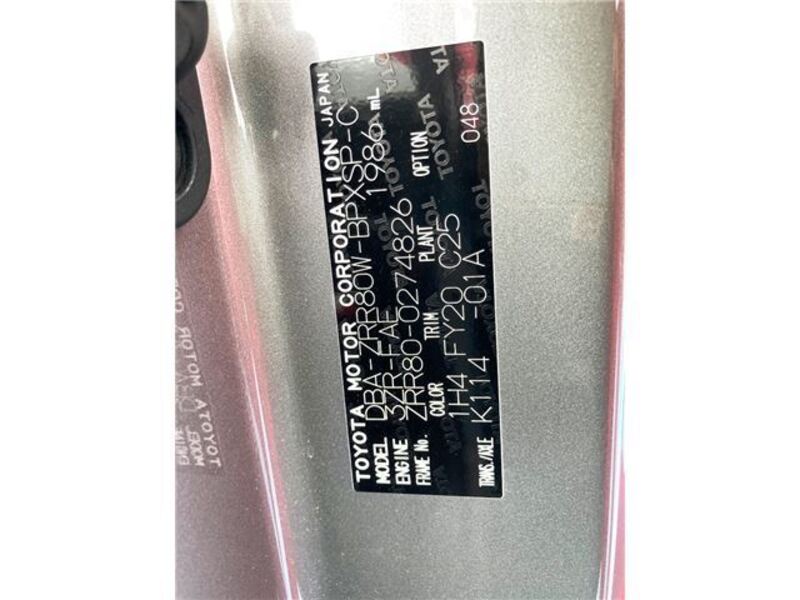 TOYOTA MOTOR CORPORATION JAPAN
MODEL DBA-ZRR80W-BPXSP-C
ENGINE 3ZR-FAE 1986 mL
FRAME No. ZRR80-0274826
COLOR TRIM PLANT OPTION
1H4 FY20 C25
TRANS./AXLE K114 -01A 048